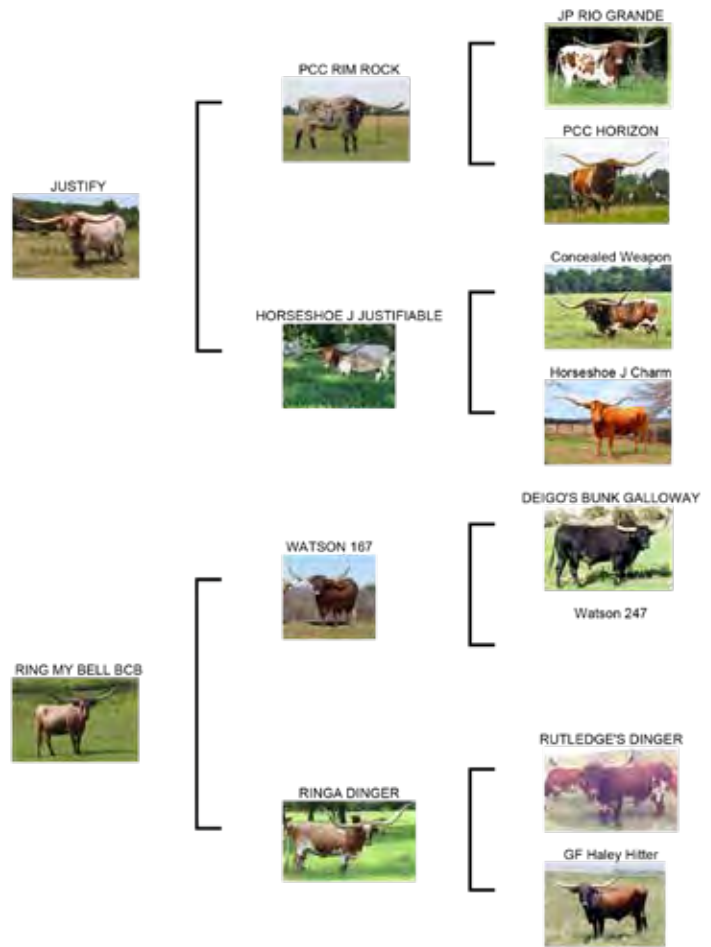 JP RIO GRANDE
PCC RIM ROCK
PCC HORIZON
JUSTIFY
Concealed Weapon
HORSESHOE J JUSTIFIABLE
Horseshoe J Charm
DEIGO'S BUNK GALLOWAY
WATSON 167
Watson 247
RING MY BELL BCB
RUTLEDGE'S DINGER
RINGA DINGER
GF Haley Hitter